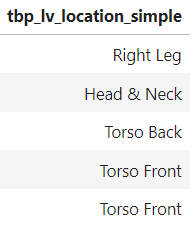 tbp_lv_location_simple
Right Leg
Head & Neck
Torso Back
Torso Front
Torso Front